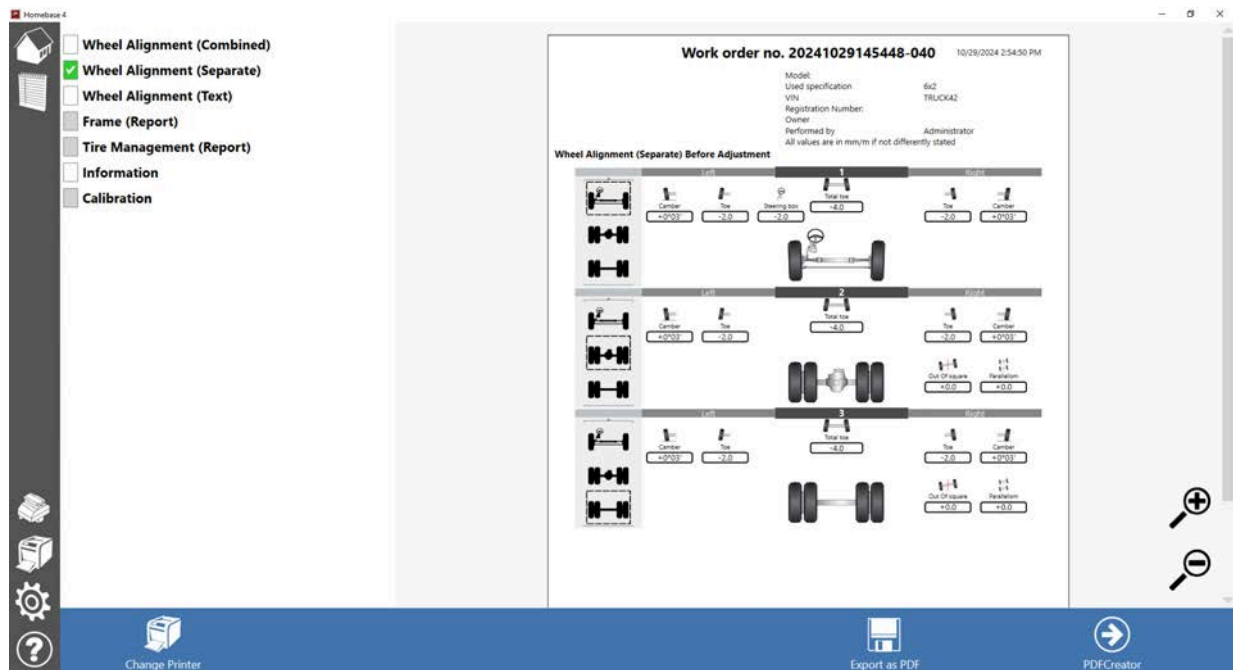 Homebase 4
Wheel Alignment (Combined)
Wheel Alignment (Separate)
Wheel Alignment (Text)
Frame (Report)
Tire Management (Report)
Information
Calibration
Work order no. 20241029145448-040 10/29/2024 2:54:50 PM
Model:
Used specification 6x2
VIN TRUCK42
Registration Number:
Owner
Performed by Administrator
All values are in mm/m if not differently stated
Wheel Alignment (Separate) Before Adjustment
Left 1 Right
Camber Toe Steering box Total toe Toe Camber
+0°03' -2.0 -2.0 -4.0 -2.0 +0°03'
Left 2 Right
Camber Toe Total toe Toe Camber
+0°03' -2.0 -4.0 -2.0 +0°03'
Out Of square Parallelism
+0.0 +0.0
Left 3 Right
Camber Toe Total toe Toe Camber
+0°03' -2.0 -4.0 -2.0 +0°03'
Out Of square Parallelism
+0.0 +0.0
Change Printer Export as PDF PDFCreator